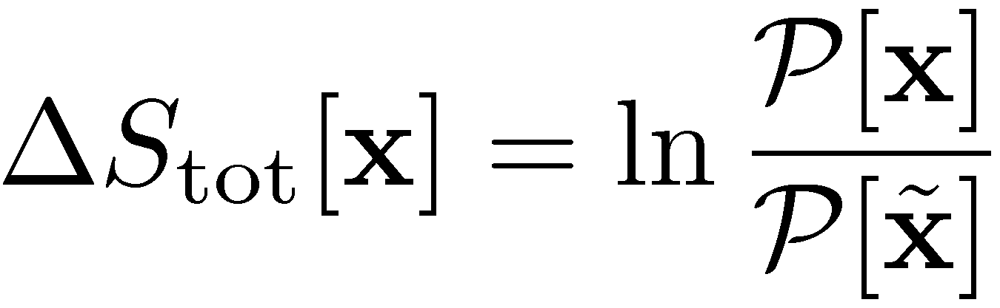 ΔS_tot[𝐱] = ln 𝒫[𝐱] / 𝒫[𝐱̃]